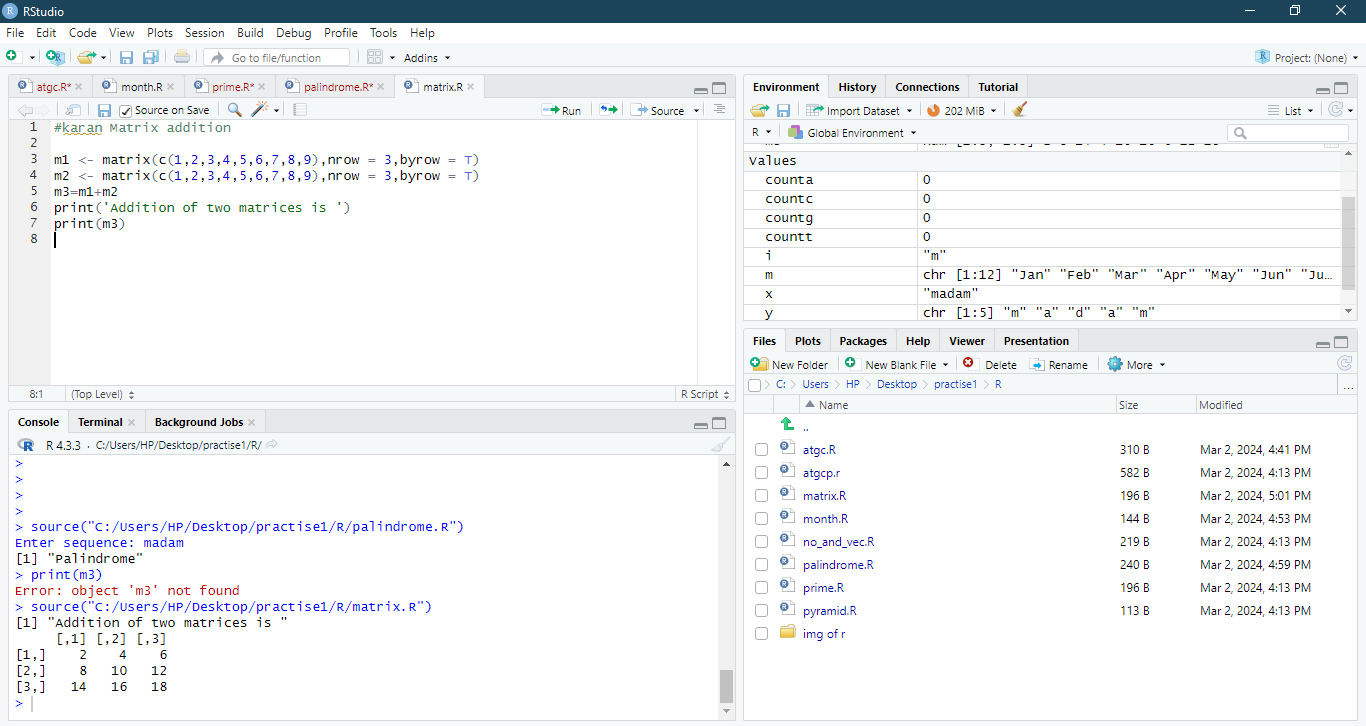 RStudio
File Edit Code View Plots Session Build Debug Profile Tools Help
Go to file/function Addins Project: (None)
atgc.R* month.R prime.R* palindrome.R* matrix.R
Source on Save Run Source
1 #karan Matrix addition
2
3 m1 <- matrix(c(1,2,3,4,5,6,7,8,9),nrow = 3,byrow = T)
4 m2 <- matrix(c(1,2,3,4,5,6,7,8,9),nrow = 3,byrow = T)
5 m3=m1+m2
6 print('Addition of two matrices is ')
7 print(m3)
8
8:1 (Top Level) R Script
Console Terminal Background Jobs
R 4.3.3 · C:/Users/HP/Desktop/practise1/R/
>
>
>
>
> source("C:/Users/HP/Desktop/practise1/R/palindrome.R")
Enter sequence: madam
[1] "Palindrome"
> print(m3)
Error: object 'm3' not found
> source("C:/Users/HP/Desktop/practise1/R/matrix.R")
[1] "Addition of two matrices is "
[,1] [,2] [,3]
[1,] 2 4 6
[2,] 8 10 12
[3,] 14 16 18
>
Environment History Connections Tutorial
Import Dataset 202 MiB List
R Global Environment
Values
counta 0
countc 0
countg 0
countt 0
i "m"
m chr [1:12] "Jan" "Feb" "Mar" "Apr" "May" "Jun" "Ju…
x "madam"
y chr [1:5] "m" "a" "d" "a" "m"
Files Plots Packages Help Viewer Presentation
New Folder New Blank File Delete Rename More
C: > Users > HP > Desktop > practise1 > R ...
Name Size Modified
..
atgc.R 310 B Mar 2, 2024, 4:41 PM
atgcp.r 582 B Mar 2, 2024, 4:13 PM
matrix.R 196 B Mar 2, 2024, 5:01 PM
month.R 144 B Mar 2, 2024, 4:53 PM
no_and_vec.R 219 B Mar 2, 2024, 4:13 PM
palindrome.R 240 B Mar 2, 2024, 4:59 PM
prime.R 196 B Mar 2, 2024, 4:13 PM
pyramid.R 113 B Mar 2, 2024, 4:13 PM
img of r